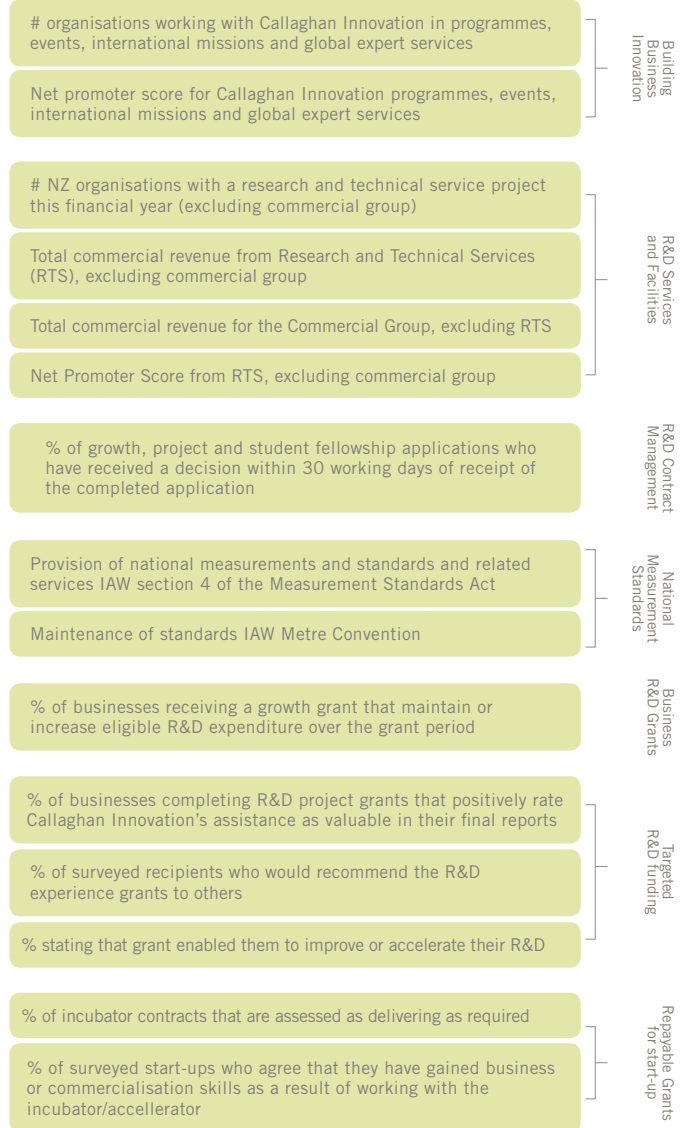 # organisations working with Callaghan Innovation in programmes,
events, international missions and global expert services
Net promoter score for Callaghan Innovation programmes, events,
international missions and global expert services
Building
Business
Innovation
# NZ organisations with a research and technical service project
this financial year (excluding commercial group)
Total commercial revenue from Research and Technical Services
(RTS), excluding commercial group
Total commercial revenue for the Commercial Group, excluding RTS
Net Promoter Score from RTS, excluding commercial group
R&D Services
and Facilities
% of growth, project and student fellowship applications who
have received a decision within 30 working days of receipt of
the completed application
R&D Contract
Management
Provision of national measurements and standards and related
services IAW section 4 of the Measurement Standards Act
Maintenance of standards IAW Metre Convention
National
Measurement
Standards
% of businesses receiving a growth grant that maintain or
increase eligible R&D expenditure over the grant period
Business
R&D Grants
% of businesses completing R&D project grants that positively rate
Callaghan Innovation's assistance as valuable in their final reports
% of surveyed recipients who would recommend the R&D
experience grants to others
% stating that grant enabled them to improve or accelerate their R&D
Targeted
R&D funding
% of incubator contracts that are assessed as delivering as required
% of surveyed start-ups who agree that they have gained business
or commercialisation skills as a result of working with the
incubator/accellerator
Repayable Grants
for start-up